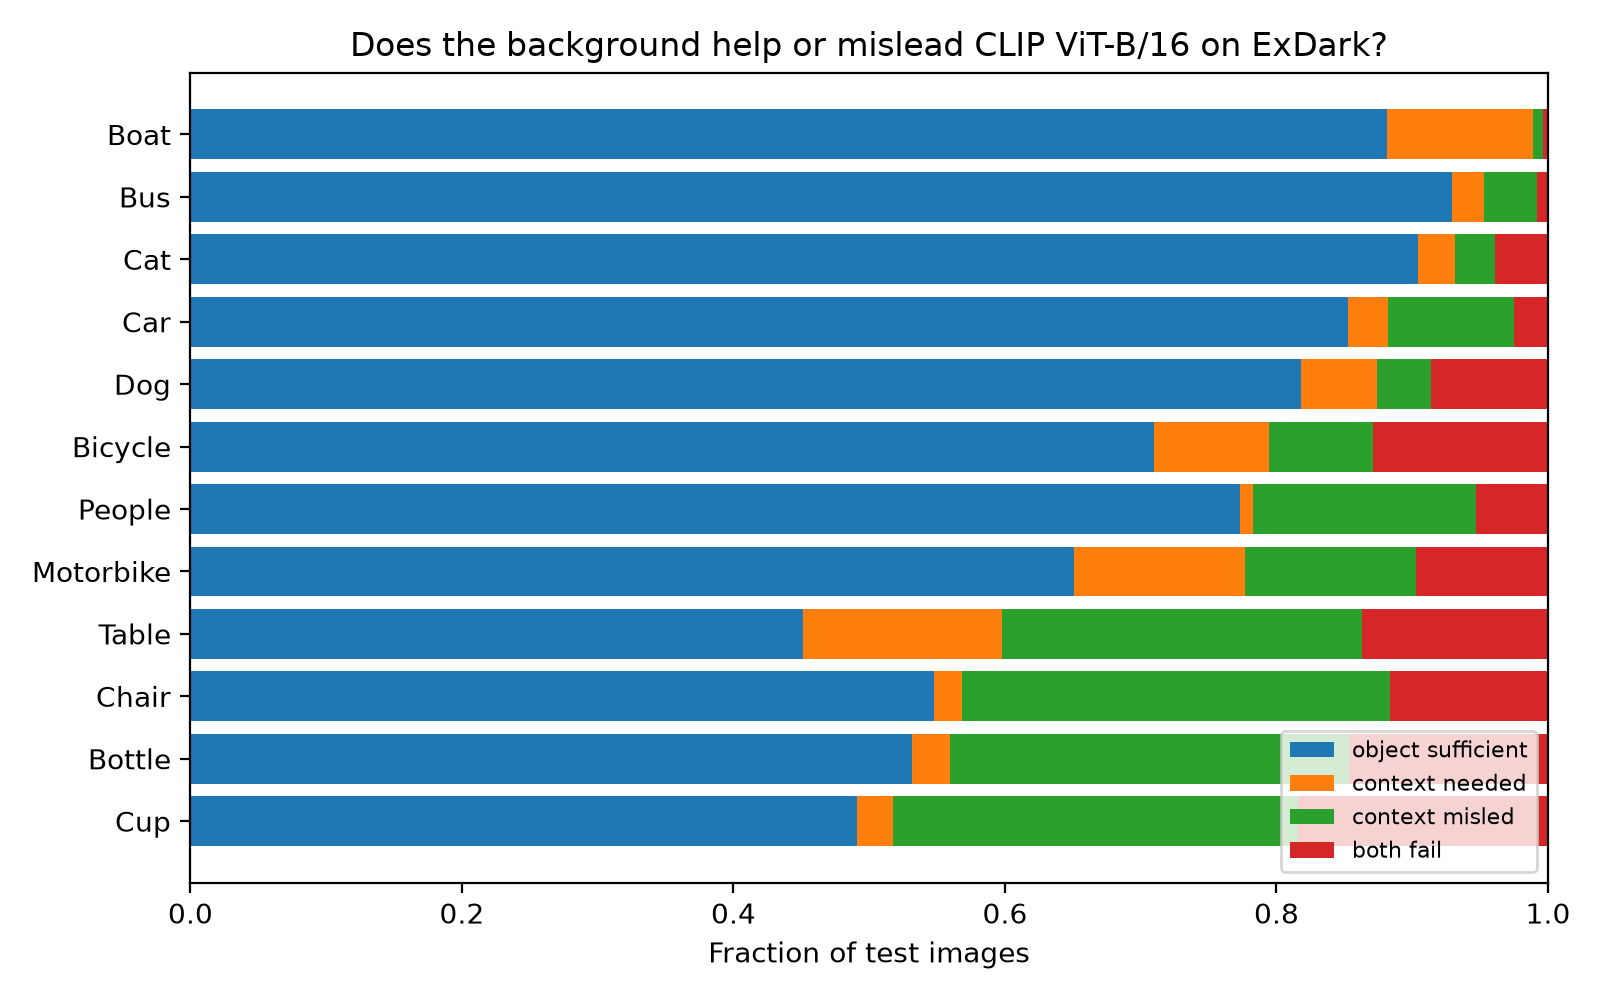 Does the background help or mislead CLIP ViT-B/16 on ExDark?
Boat
Bus
Cat
Car
Dog
Bicycle
People
Motorbike
Table
Chair
Bottle
Cup
object sufficient
context needed
context misled
both fail
0.0 0.2 0.4 0.6 0.8 1.0
Fraction of test images